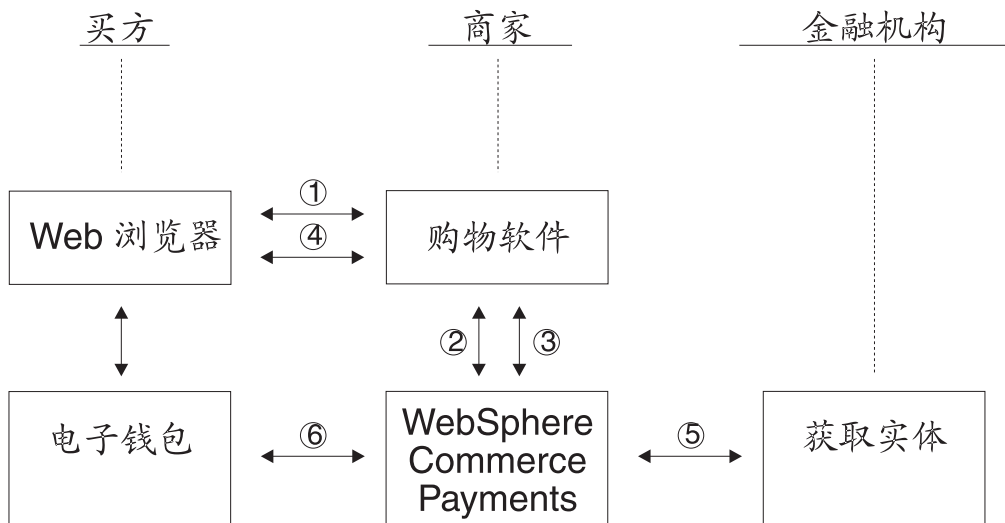 买方 商家 金融机构
①
Web 浏览器 ④ 购物软件
② ③
电子钱包 ⑥ WebSphere Commerce Payments ⑤ 获取实体